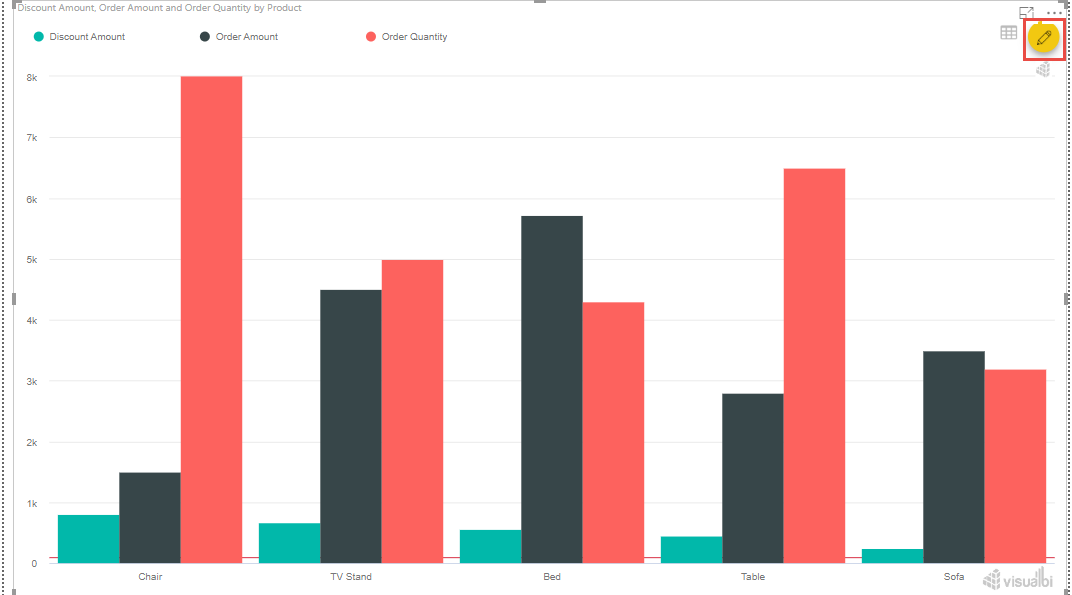 Discount Amount, Order Amount and Order Quantity by Product
Discount Amount Order Amount Order Quantity
8k
7k
6k
5k
4k
3k
2k
1k
0
Chair TV Stand Bed Table Sofa
visualbi